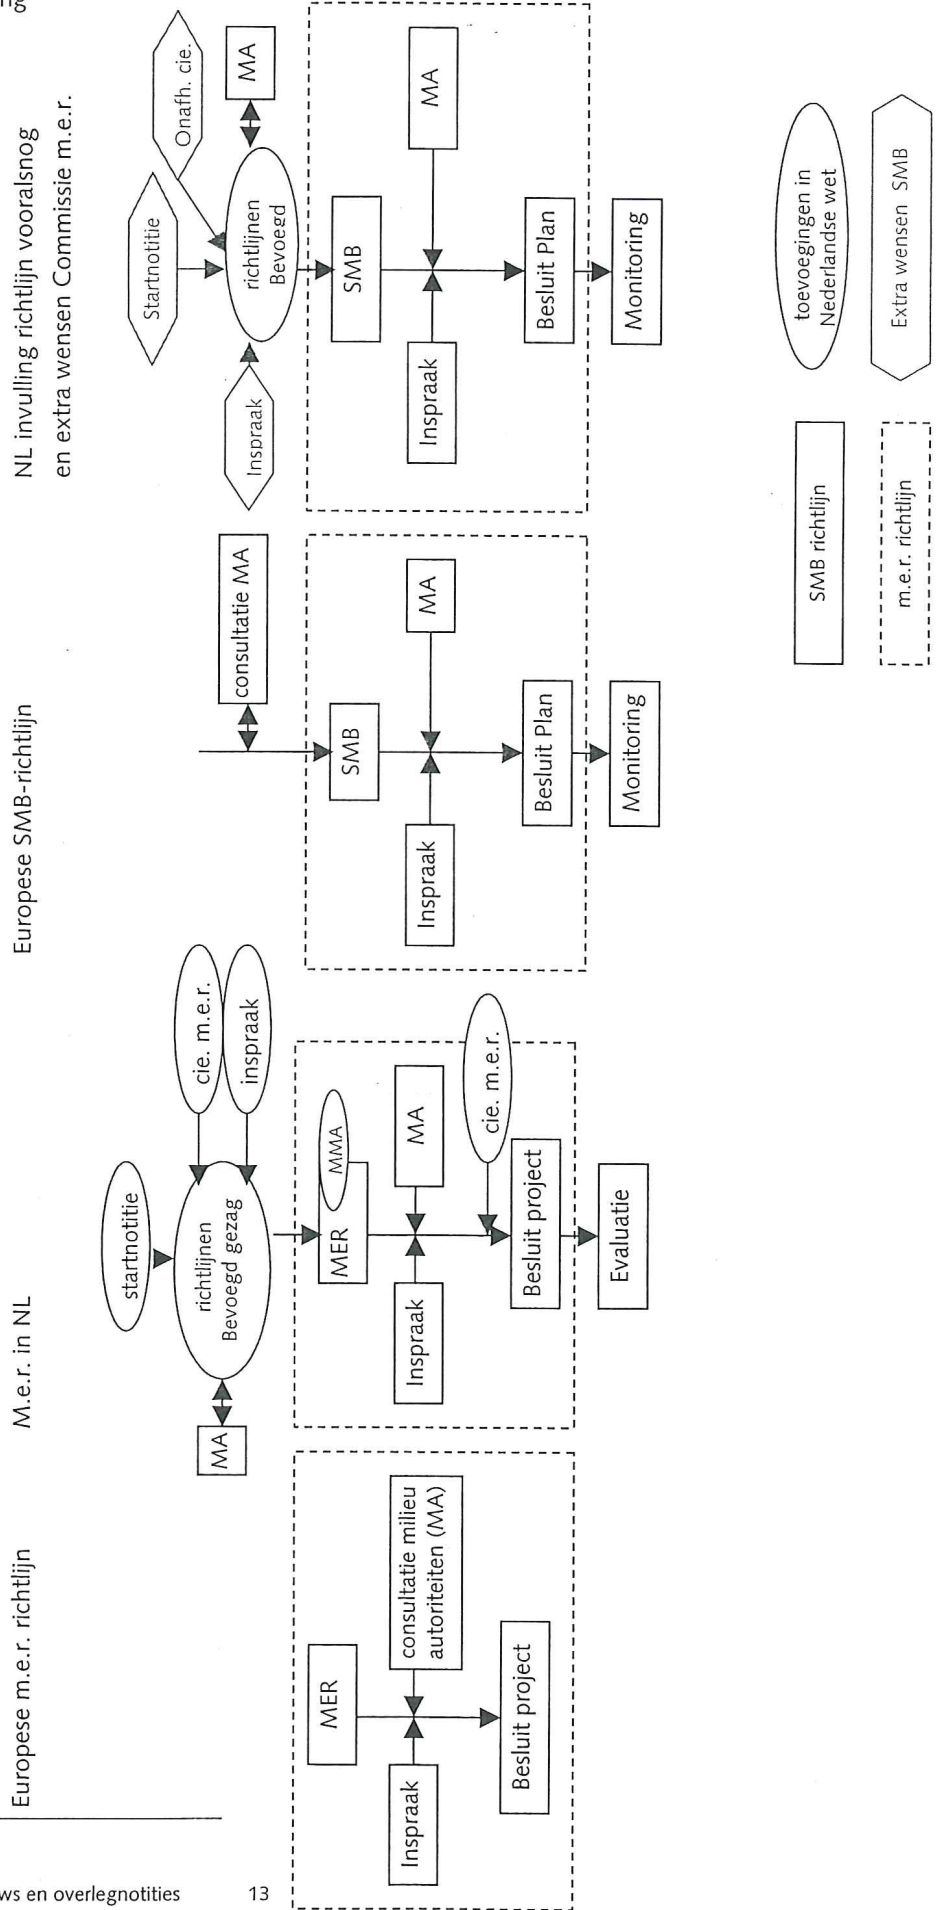 ng
Europese m.e.r. richtlijn
MER
Inspraak
consultatie milieu
autoriteiten (MA)
Besluit project
M.e.r. in NL
startnotitie
cie. m.e.r.
inspraak
richtlijnen
Bevoegd gezag
MA
MER
MMA
Inspraak
MA
cie. m.e.r.
Besluit project
Evaluatie
Europese SMB-richtlijn
consultatie MA
SMB
Inspraak
MA
Besluit Plan
Monitoring
NL invulling richtlijn vooralsnog
en extra wensen Commissie m.e.r.
Startnotitie
Onafh. cie.
Inspraak
richtlijnen
Bevoegd
MA
SMB
Inspraak
MA
Besluit Plan
Monitoring
SMB richtlijn
toevoegingen in
Nederlandse wet
m.e.r. richtlijn
Extra wensen SMB
ws en overlegnotities
13